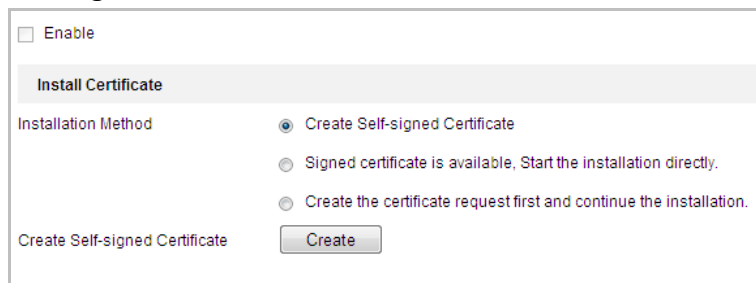 Enable
Install Certificate
Installation Method
Create Self-signed Certificate
Signed certificate is available, Start the installation directly.
Create the certificate request first and continue the installation.
Create Self-signed Certificate Create